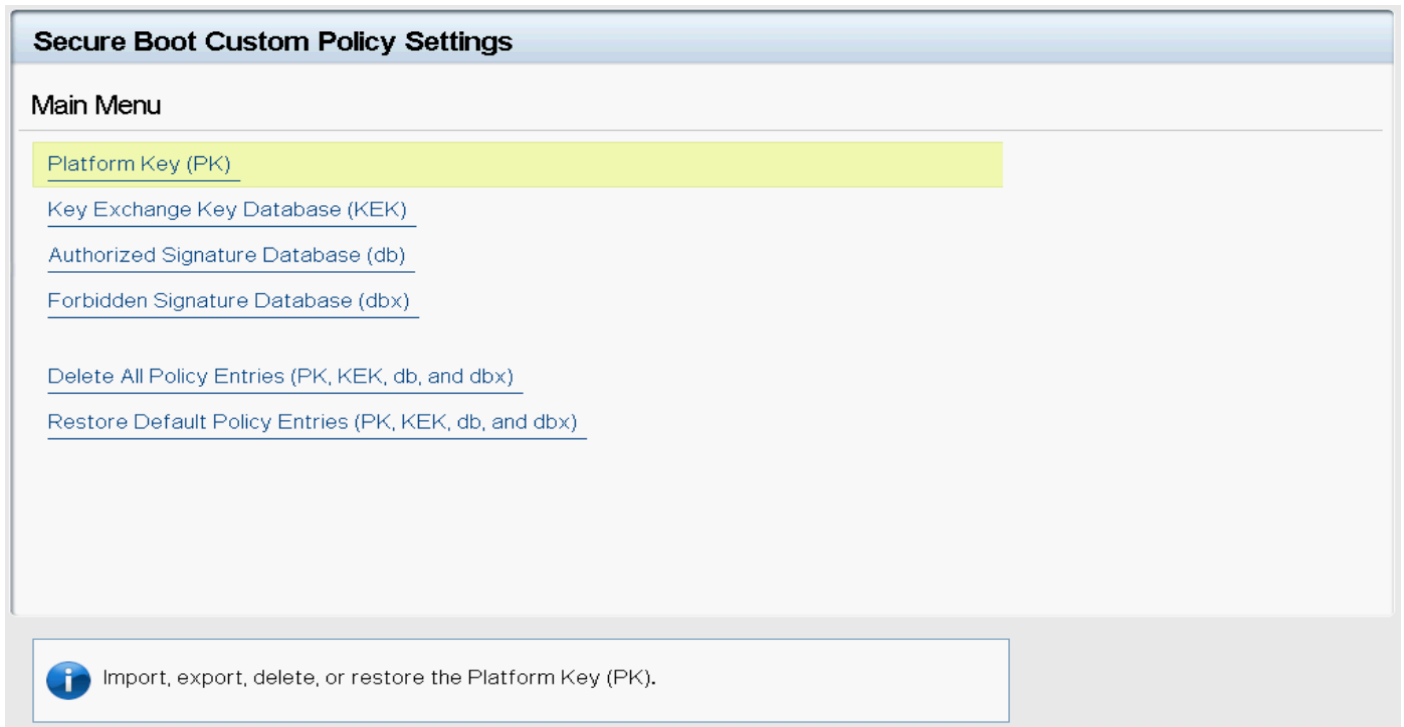 Secure Boot Custom Policy Settings
Main Menu
Platform Key (PK)
Key Exchange Key Database (KEK)
Authorized Signature Database (db)
Forbidden Signature Database (dbx)
Delete All Policy Entries (PK, KEK, db, and dbx)
Restore Default Policy Entries (PK, KEK, db, and dbx)
Import, export, delete, or restore the Platform Key (PK).